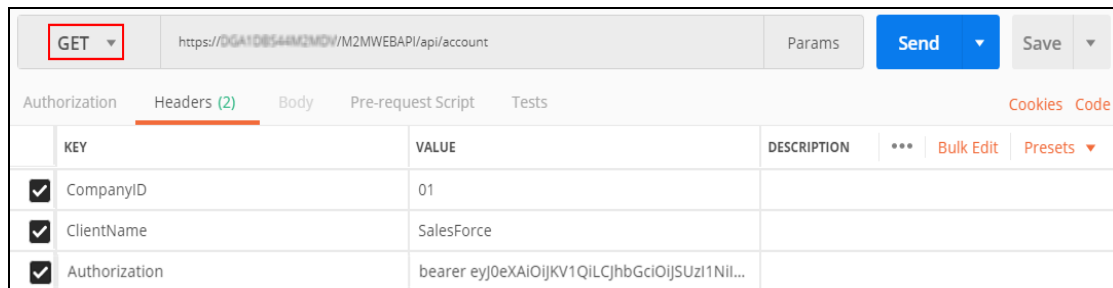 GET https:// /M2MWEBAPI/api/account Params Send Save
Authorization Headers (2) Body Pre-request Script Tests Cookies Code
KEY VALUE DESCRIPTION ••• Bulk Edit Presets
CompanyID 01
ClientName SalesForce
Authorization bearer eyJ0eXAiOiJKV1QiLCJhbGciOiJSUzI1NiI...